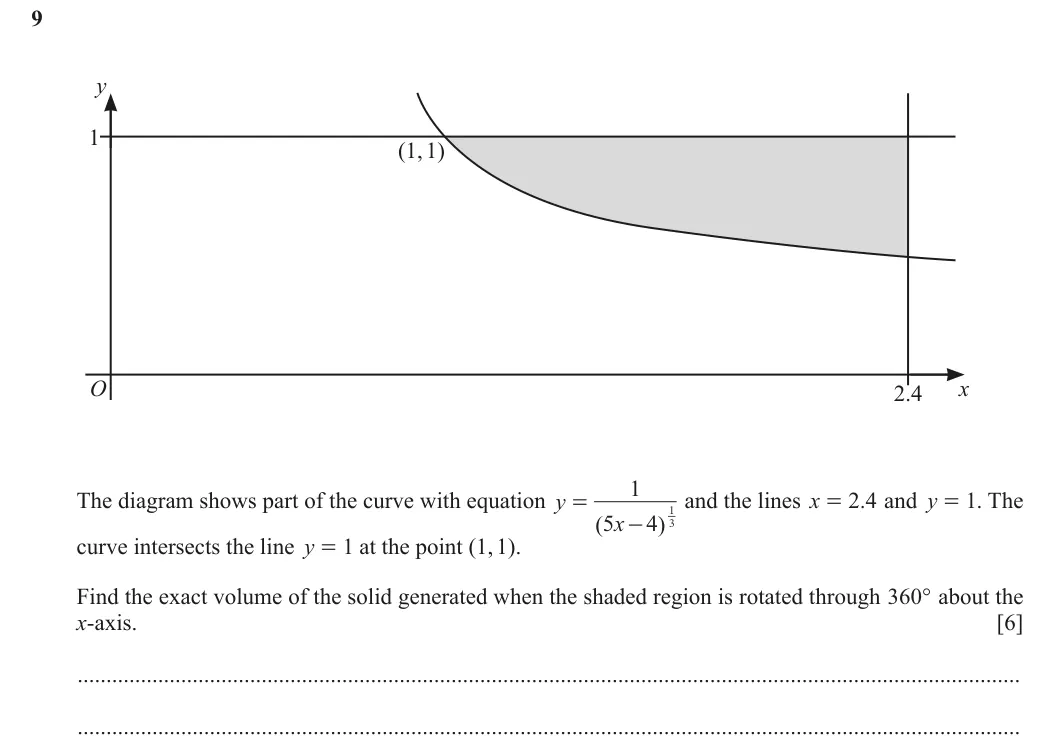 9
y
1
(1, 1)
O
2.4
x
The diagram shows part of the curve with equation y = 1/(5x − 4)^(1/3) and the lines x = 2.4 and y = 1. The
curve intersects the line y = 1 at the point (1, 1).
Find the exact volume of the solid generated when the shaded region is rotated through 360° about the
x-axis. [6]